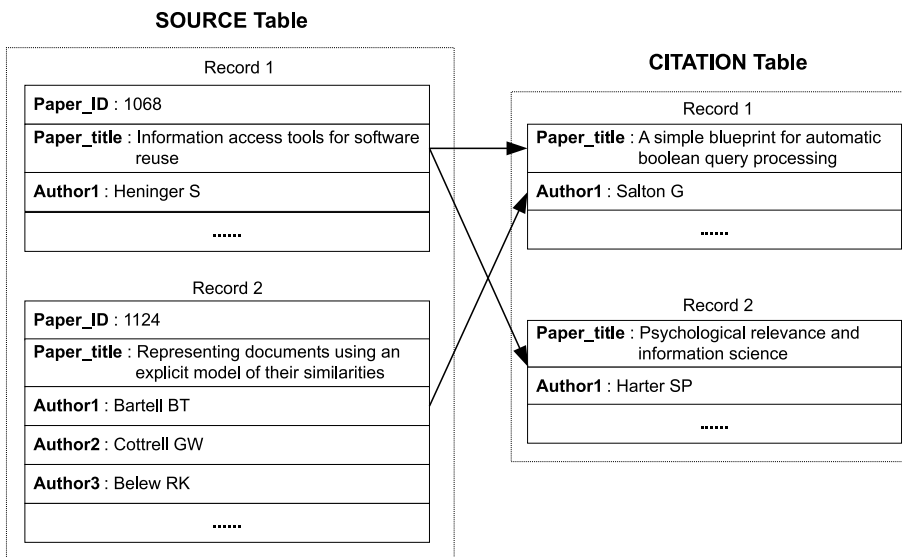 SOURCE Table
Record 1
Paper_ID : 1068
Paper_title : Information access tools for software
reuse
Author1 : Heninger S
......
Record 2
Paper_ID : 1124
Paper_title : Representing documents using an
explicit model of their similarities
Author1 : Bartell BT
Author2 : Cottrell GW
Author3 : Belew RK
......
CITATION Table
Record 1
Paper_title : A simple blueprint for automatic
boolean query processing
Author1 : Salton G
......
Record 2
Paper_title : Psychological relevance and
information science
Author1 : Harter SP
......